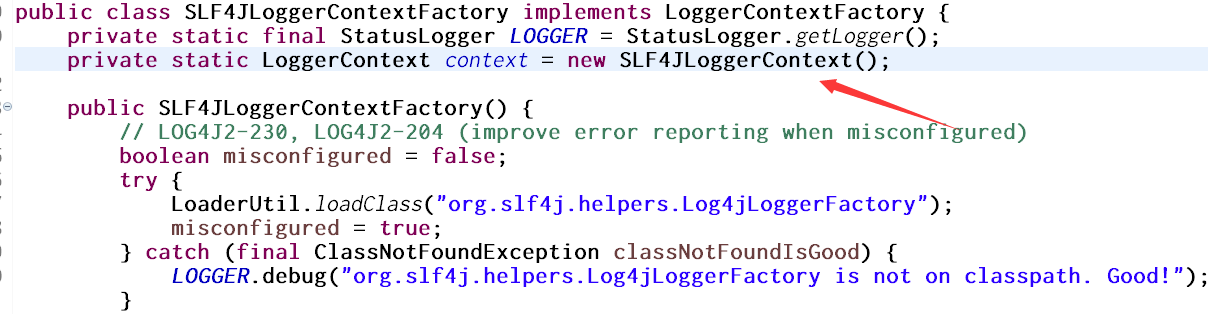 public class SLF4JLoggerContextFactory implements LoggerContextFactory {
    private static final StatusLogger LOGGER = StatusLogger.getLogger();
    private static LoggerContext context = new SLF4JLoggerContext();

    public SLF4JLoggerContextFactory() {
        // LOG4J2-230, LOG4J2-204 (improve error reporting when misconfigured)
        boolean misconfigured = false;
        try {
            LoaderUtil.loadClass("org.slf4j.helpers.Log4jLoggerFactory");
            misconfigured = true;
        } catch (final ClassNotFoundException classNotFoundIsGood) {
            LOGGER.debug("org.slf4j.helpers.Log4jLoggerFactory is not on classpath. Good!");
        }